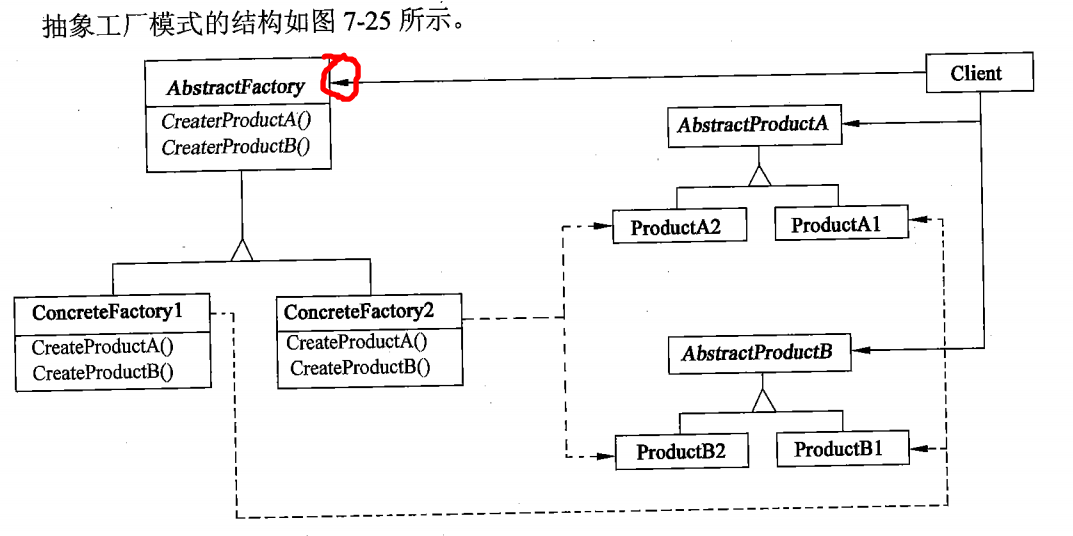 抽象工厂模式的结构如图 7-25 所示。
AbstractFactory
CreaterProductA()
CreaterProductB()
Client
AbstractProductA
ProductA2
ProductA1
ConcreteFactory1
CreateProductA()
CreateProductB()
ConcreteFactory2
CreateProductA()
CreateProductB()
AbstractProductB
ProductB2
ProductB1